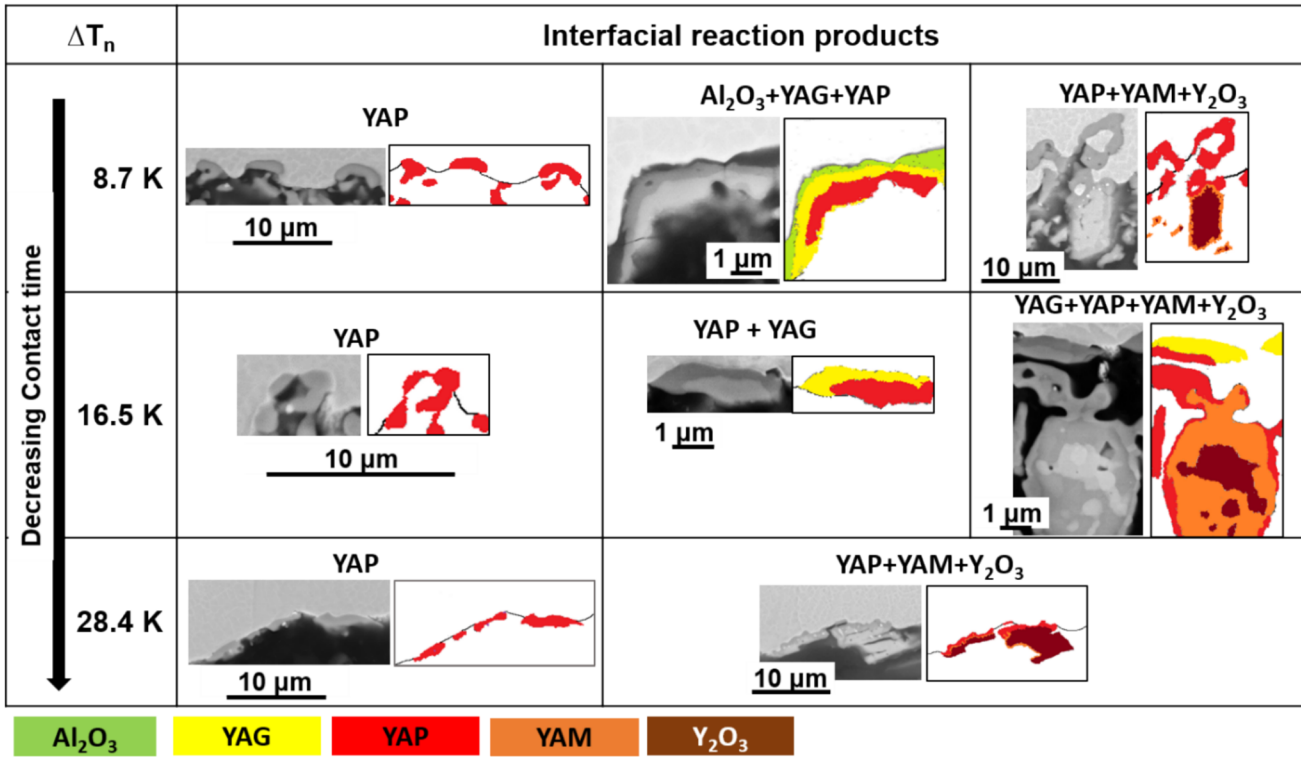 ΔTₙ
Interfacial reaction products
Decreasing Contact time
8.7 K
YAP
10 μm
Al₂O₃+YAG+YAP
1 μm
YAP+YAM+Y₂O₃
10 μm
16.5 K
YAP
10 μm
YAP + YAG
1 μm
YAG+YAP+YAM+Y₂O₃
1 μm
28.4 K
YAP
10 μm
YAP+YAM+Y₂O₃
10 μm
Al₂O₃
YAG
YAP
YAM
Y₂O₃